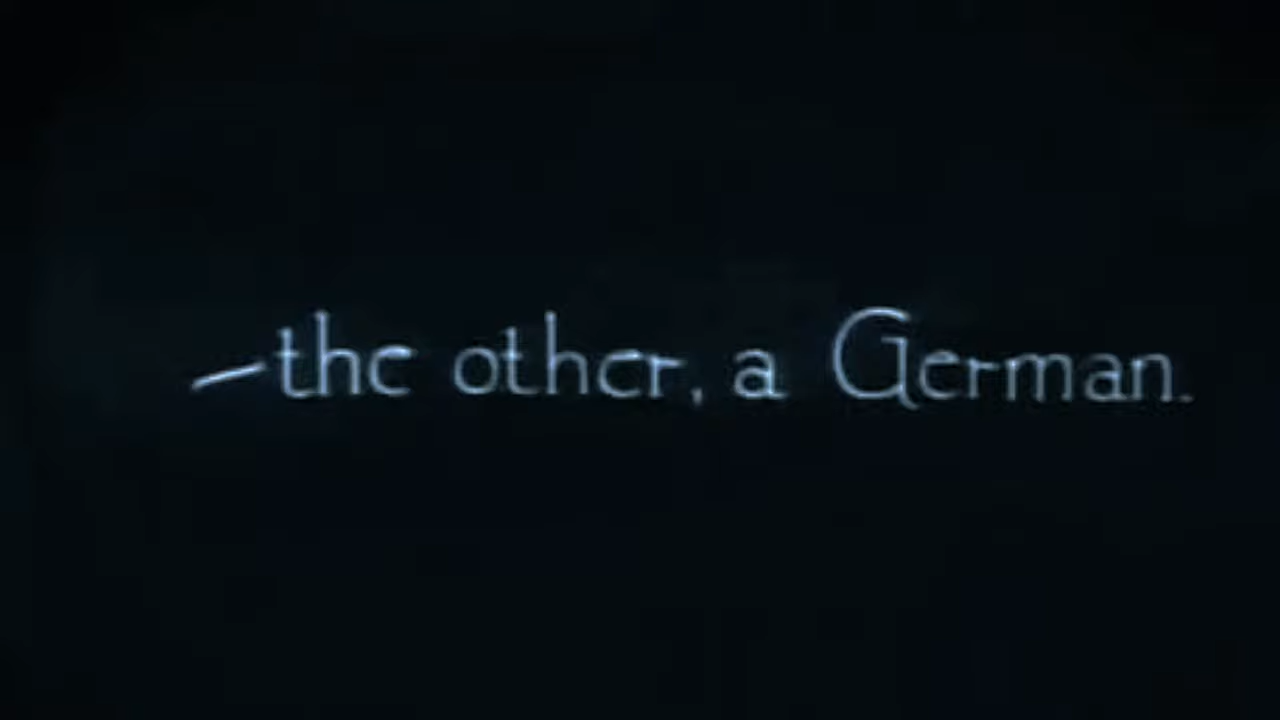 —the other, a German.